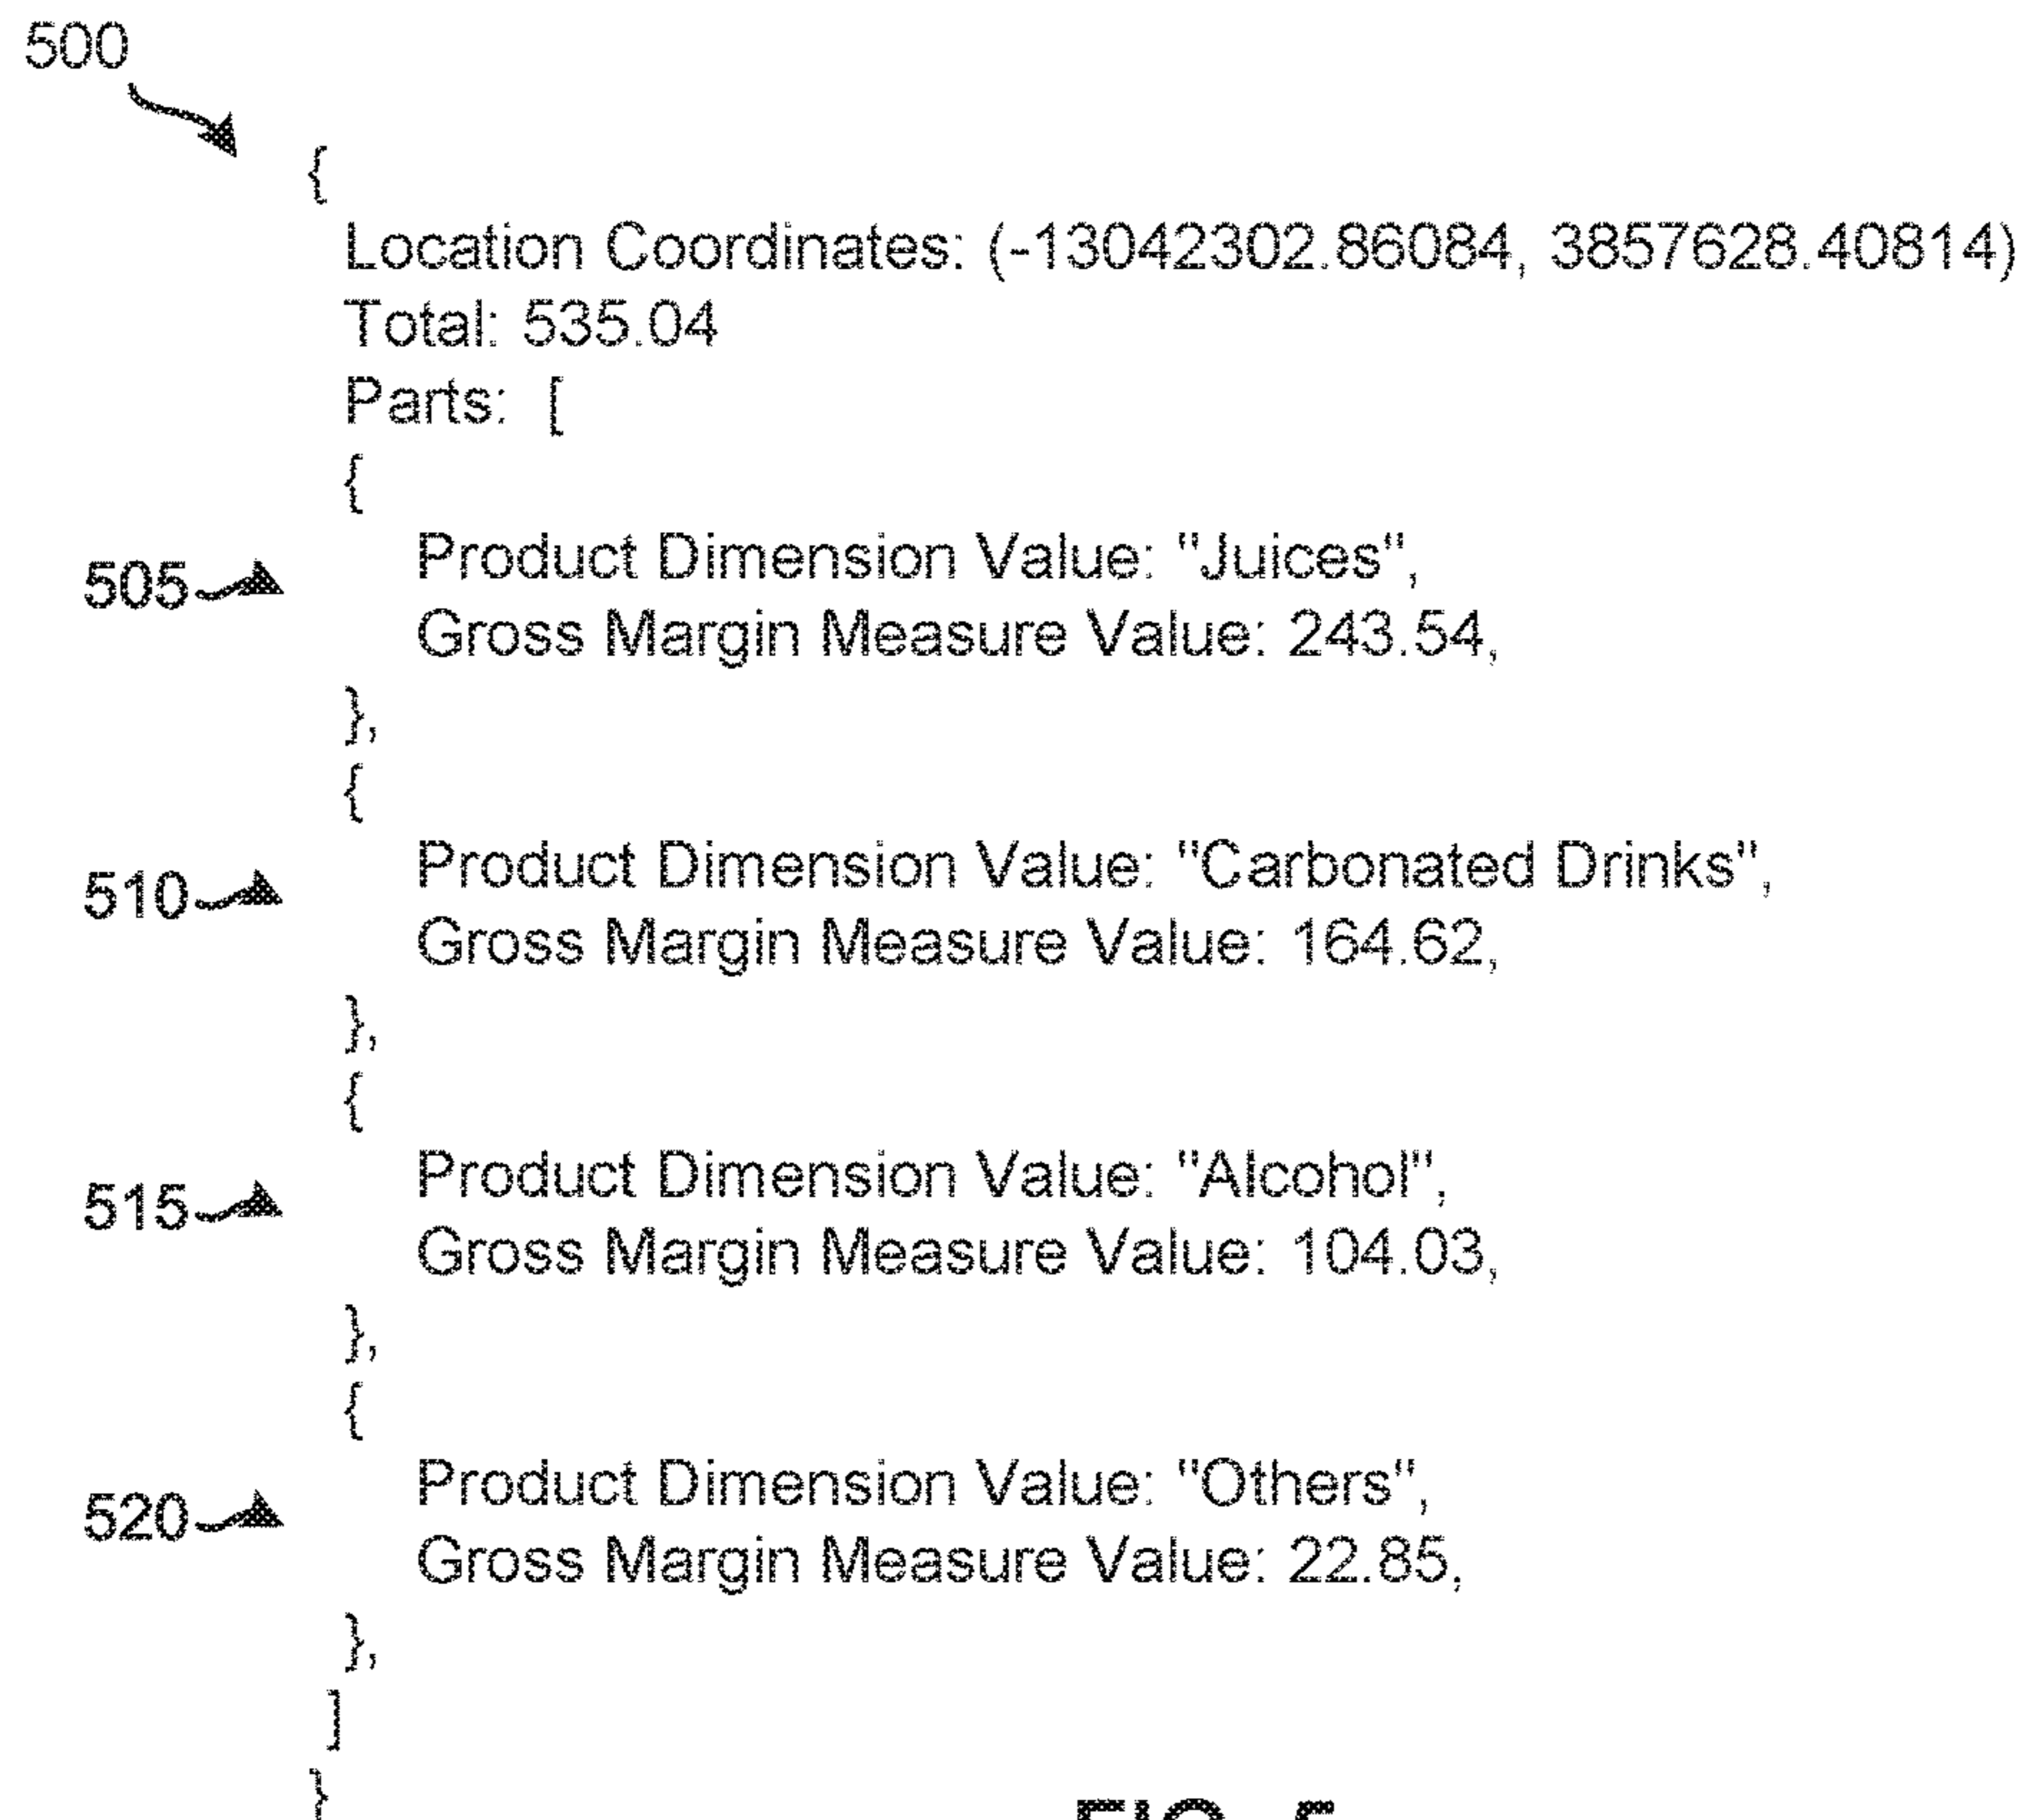 500
{
Location Coordinates: (-13042302.86084, 3857628.40814)
Total: 535.04
Parts: [
{
505 Product Dimension Value: "Juices",
Gross Margin Measure Value: 243.54,
},
{
510 Product Dimension Value: "Carbonated Drinks",
Gross Margin Measure Value: 164.62,
},
{
515 Product Dimension Value: "Alcohol",
Gross Margin Measure Value: 104.03,
},
{
520 Product Dimension Value: "Others",
Gross Margin Measure Value: 22.85,
},
]
}
FIG. 5